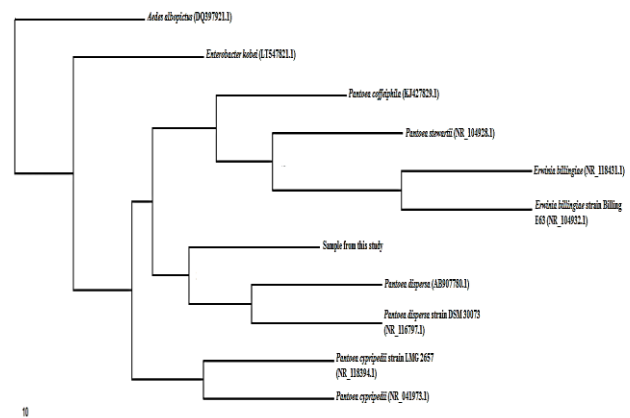 Aedes albopictus (DQ397921.1)
Enterobacter kobei (LT547821.1)
Pantoea coffeiphila (KJ427829.1)
Pantoea stewartii (NR_104928.1)
Erwinia billingiae (NR_118431.1)
Erwinia billingiae strain Billing
E63 (NR_104932.1)
Sample from this study
Pantoea dispersa (AB907780.1)
Pantoea dispersa strain DSM 30073
(NR_116797.1)
Pantoea cypripedii strain LMG 2657
(NR_118394.1)
Pantoea cypripedii (NR_041973.1)
10